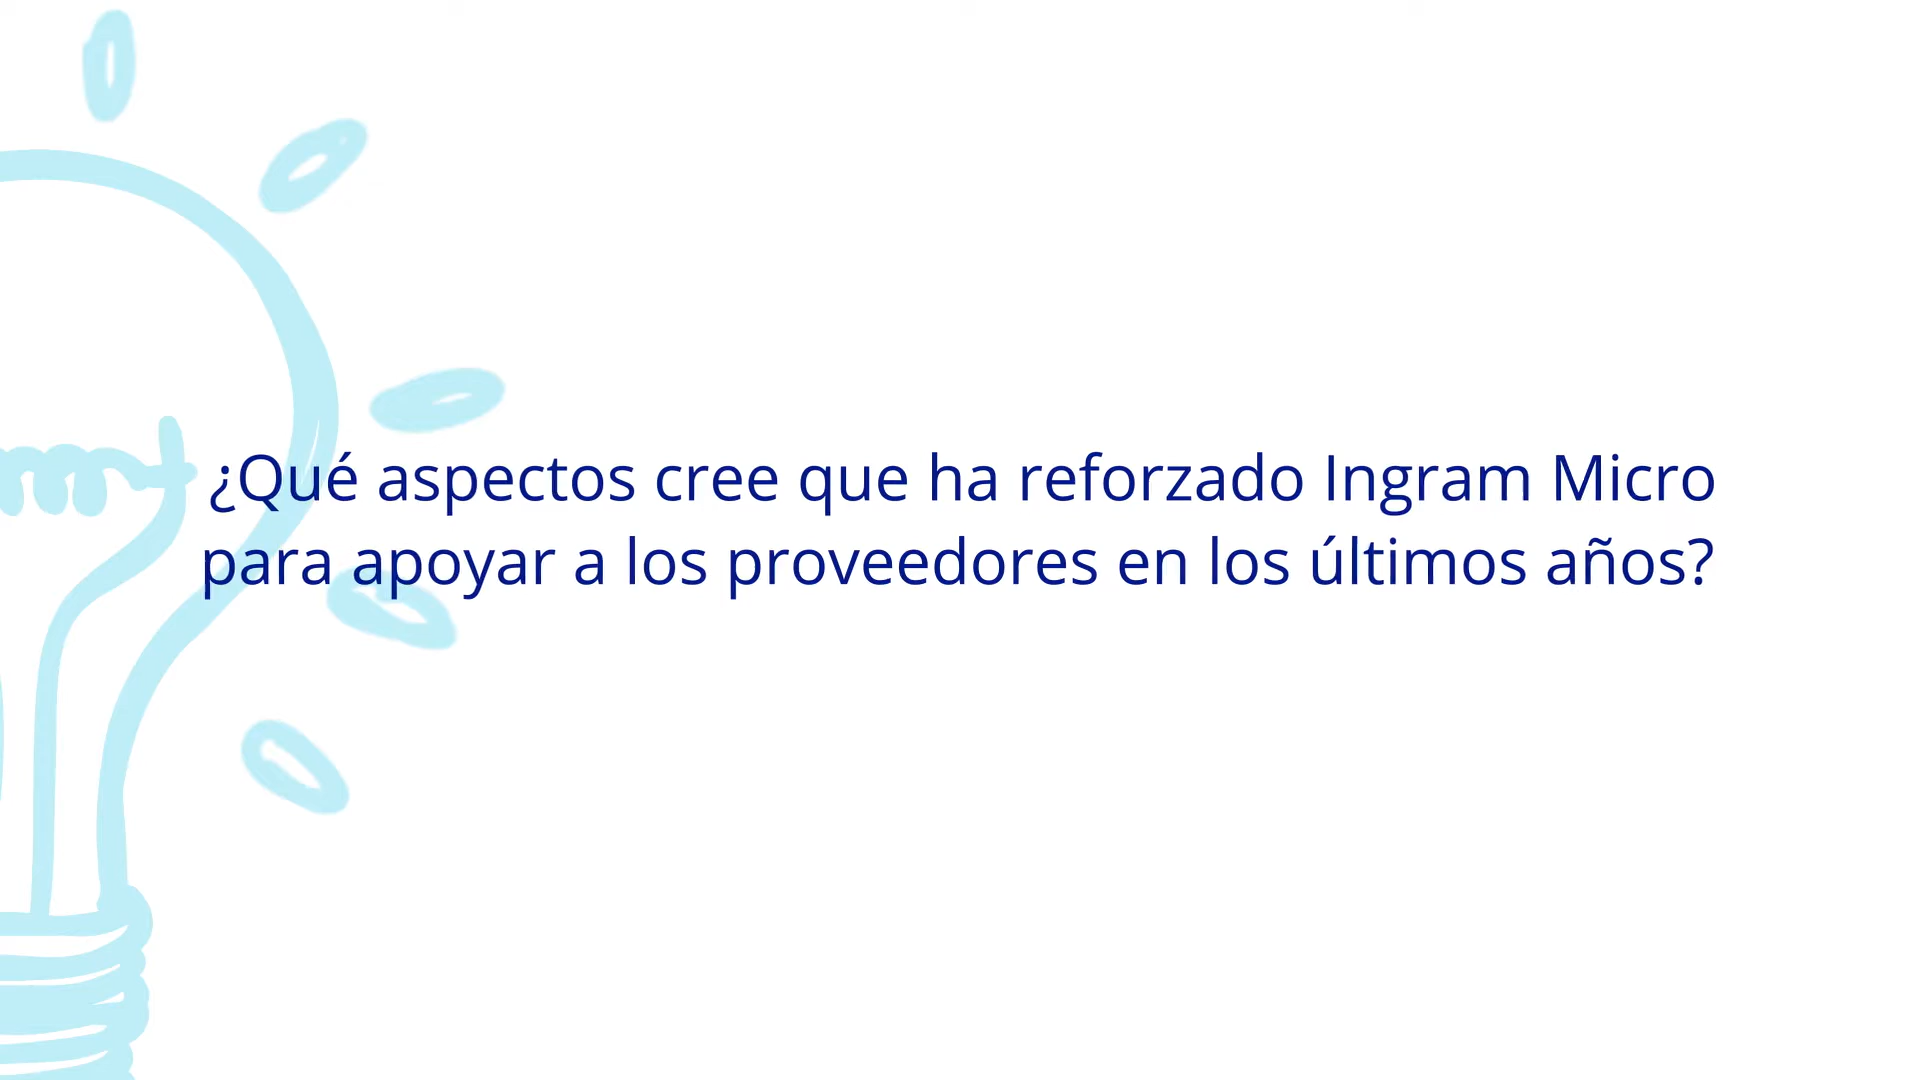 ¿Qué aspectos cree que ha reforzado Ingram Micro
para apoyar a los proveedores en los últimos años?